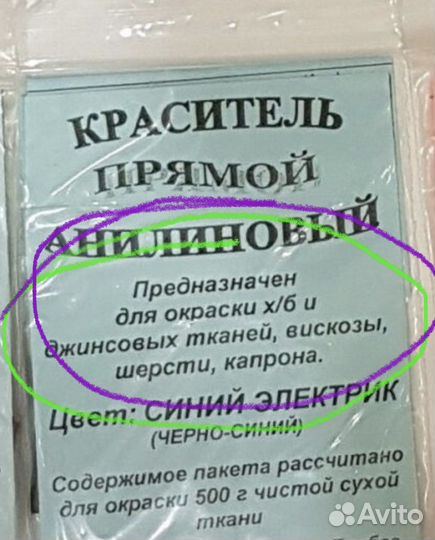 КРАСИТЕЛЬ
ПРЯМОЙ
АНИЛИНОВЫЙ
Предназначен
для окраски х/б и
джинсовых тканей, вискозы,
шерсти, капрона.
Цвет: СИНИЙ ЭЛЕКТРИК
(ЧЕРНО-СИНИЙ)
Содержимое пакета рассчитано
для окраски 500 г чистой сухой
ткани
Avito